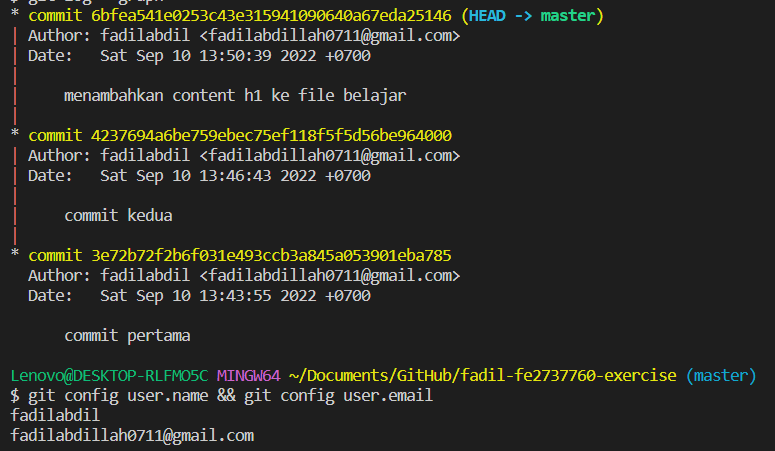 * commit 6bfea541e0253c43e315941090640a67eda25146 (HEAD -> master)
| Author: fadilabdil <fadilabdillah0711@gmail.com>
| Date:   Sat Sep 10 13:50:39 2022 +0700
|
|     menambahkan content h1 ke file belajar
|
* commit 4237694a6be759ebec75ef118f5f5d56be964000
| Author: fadilabdil <fadilabdillah0711@gmail.com>
| Date:   Sat Sep 10 13:46:43 2022 +0700
|
|     commit kedua
|
* commit 3e72b72f2b6f031e493ccb3a845a053901eba785
  Author: fadilabdil <fadilabdillah0711@gmail.com>
  Date:   Sat Sep 10 13:43:55 2022 +0700

      commit pertama

Lenovo@DESKTOP-RLFMO5C MINGW64 ~/Documents/GitHub/fadil-fe2737760-exercise (master)
$ git config user.name && git config user.email
fadilabdil
fadilabdillah0711@gmail.com